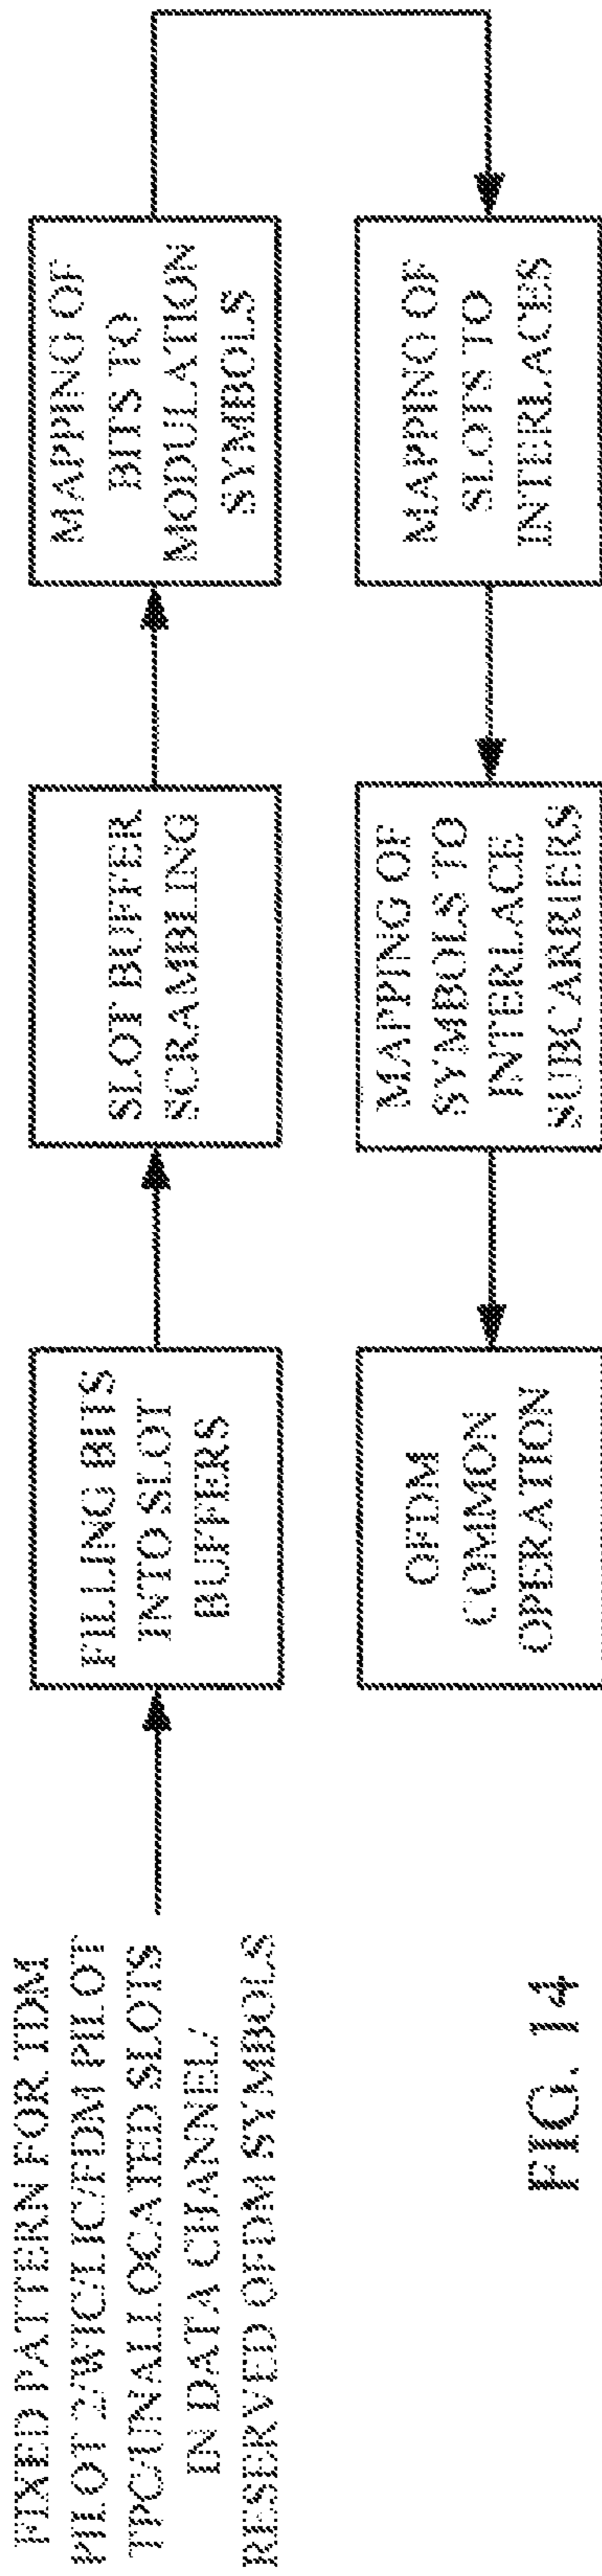 FIXED PATTERN FOR TDM
PILOT 2/WIC/LIC/FDM PILOT
TPC/UNALLOCATED SLOTS
IN DATA CHANNEL/
RESERVED OFDM SYMBOLS
FILLING BITS
INTO SLOT
BUFFERS
SLOT BUFFER
SCRAMBLING
MAPPING OF
BITS TO
MODULATION
SYMBOLS
MAPPING OF
SLOTS TO
INTERLACES
MAPPING OF
SYMBOLS TO
INTERLACE
SUBCARRIERS
OFDM
COMMON
OPERATION
FIG. 14